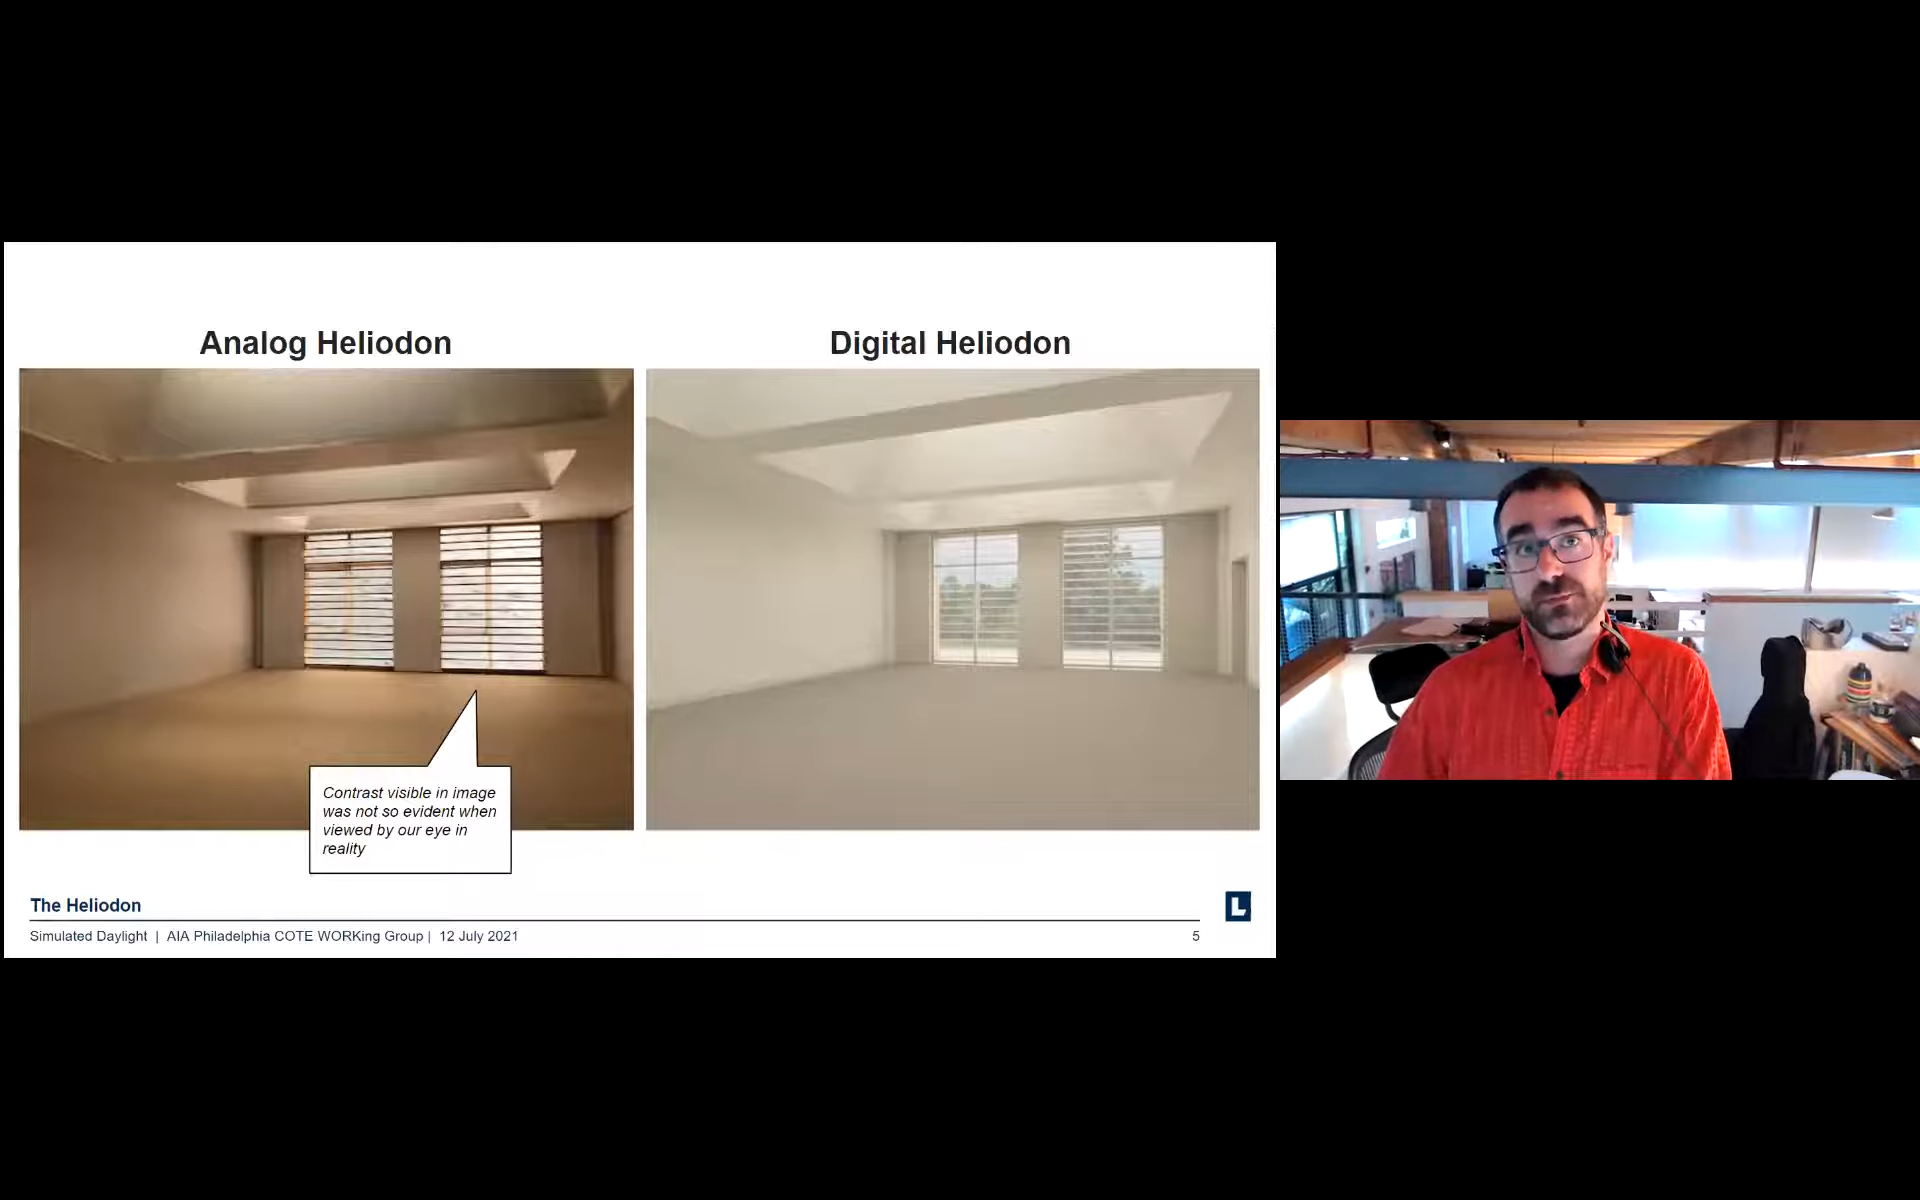 Analog Heliodon
Digital Heliodon
Contrast visible in image
was not so evident when
viewed by our eye in
reality
The Heliodon
L
Simulated Daylight | AIA Philadelphia COTE WORKing Group | 12 July 2021
5